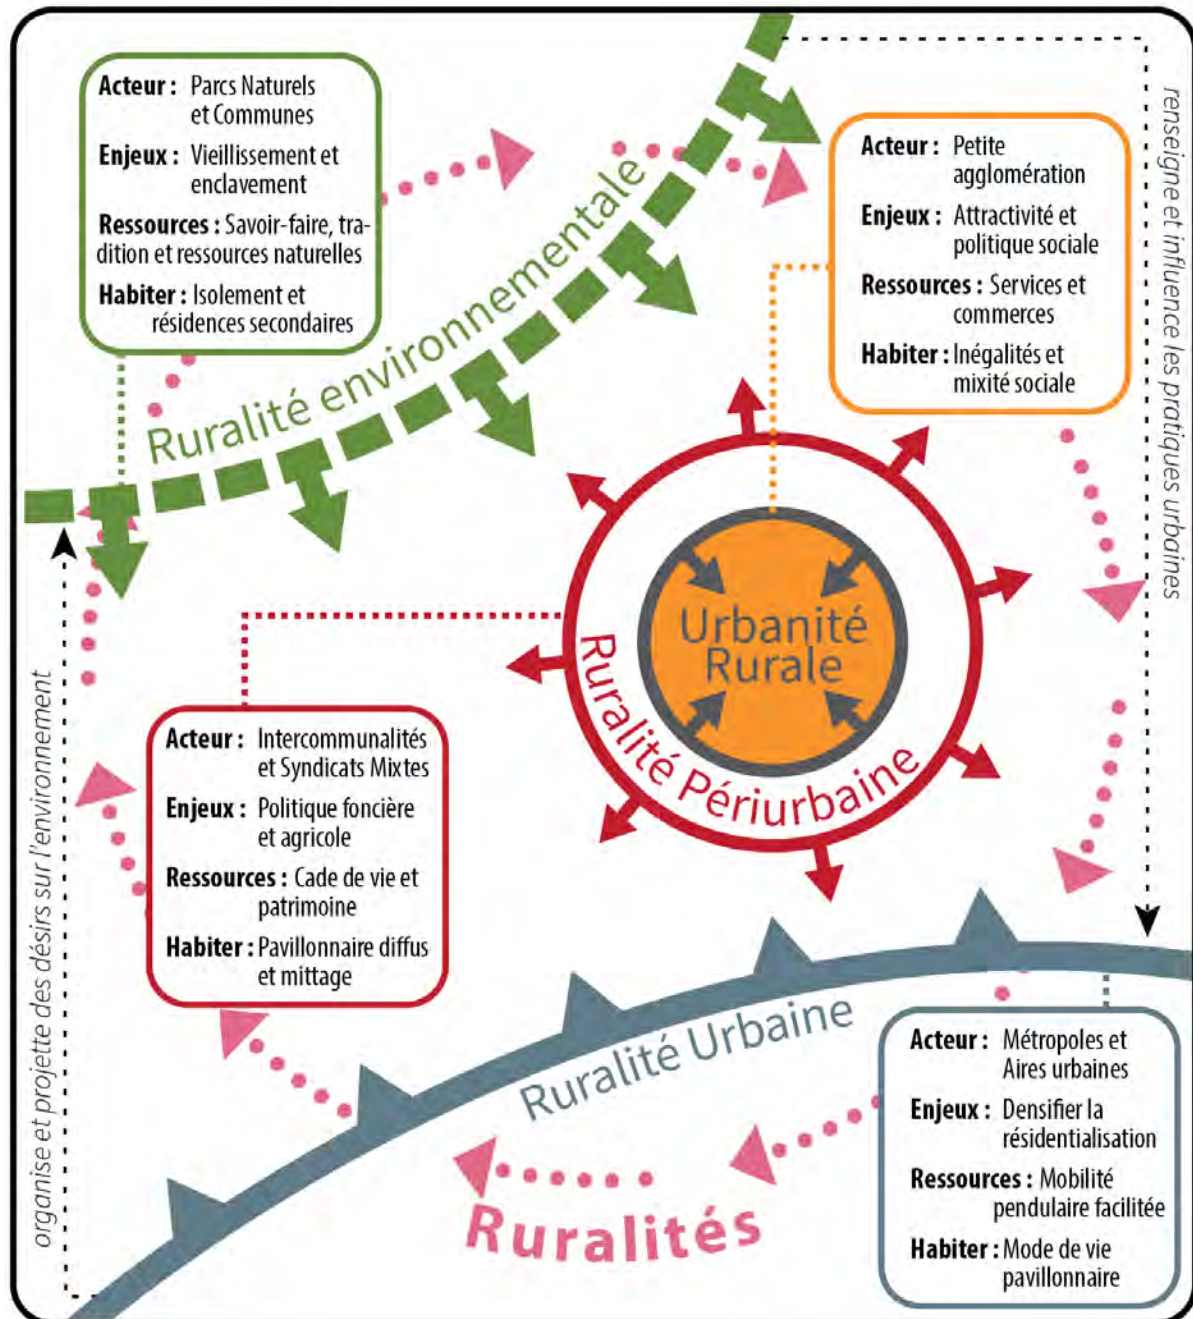 Acteur : Parcs Naturels
et Communes
Enjeux : Vieillissement et
enclavement
Ressources : Savoir-faire, tra-
dition et ressources naturelles
Habiter : Isolement et
résidences secondaires
Ruralité environnementale
Acteur : Petite
agglomération
Enjeux : Attractivité et
politique sociale
Ressources : Services et
commerces
Habiter : Inégalités et
mixité sociale
renseigne et influence les pratiques urbaines
Urbanité
Rurale
Ruralité Périurbaine
organise et projette des désirs sur l'environnement
Acteur : Intercommunalités
et Syndicats Mixtes
Enjeux : Politique foncière
et agricole
Ressources : Cade de vie et
patrimoine
Habiter : Pavillonnaire diffus
et mittage
Ruralité Urbaine
Acteur : Métropoles et
Aires urbaines
Enjeux : Densifier la
résidentialisation
Ressources : Mobilité
pendulaire facilitée
Habiter : Mode de vie
pavillonnaire
Ruralités